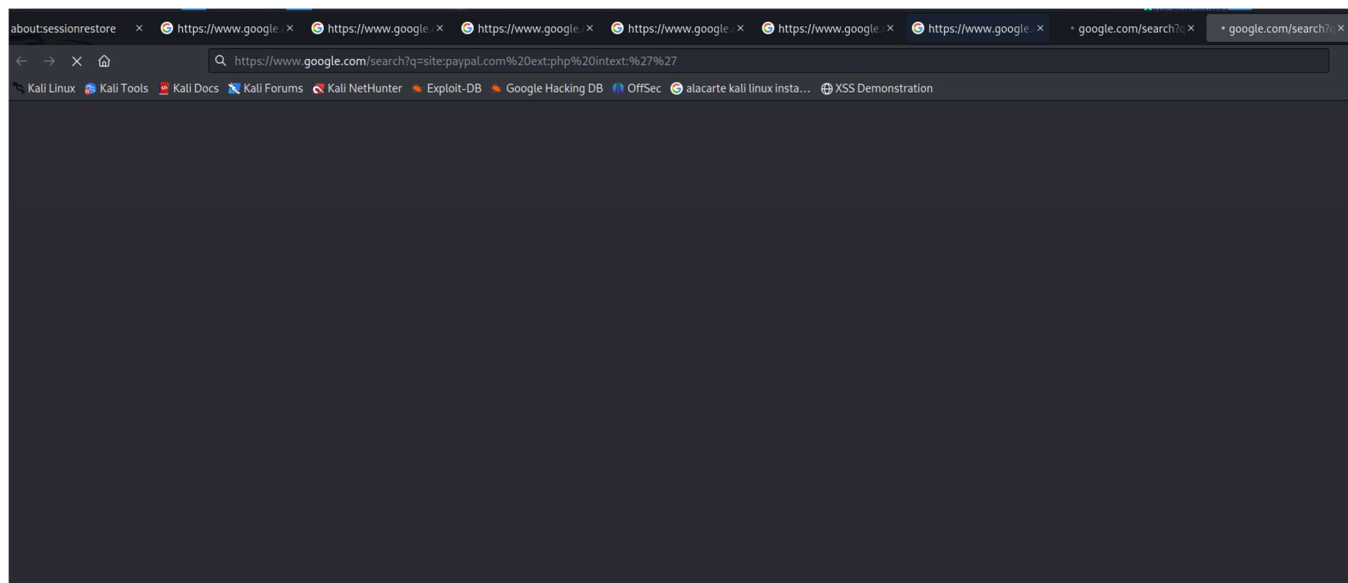 about:sessionrestore × https://www.google. × https://www.google. × https://www.google. × https://www.google. × https://www.google. × https://www.google. × google.com/search?q × google.com/search?q ×
https://www.google.com/search?q=site:paypal.com%20ext:php%20intext:%27%27
Kali Linux Kali Tools Kali Docs Kali Forums Kali NetHunter Exploit-DB Google Hacking DB OffSec alacarte kali linux insta... XSS Demonstration